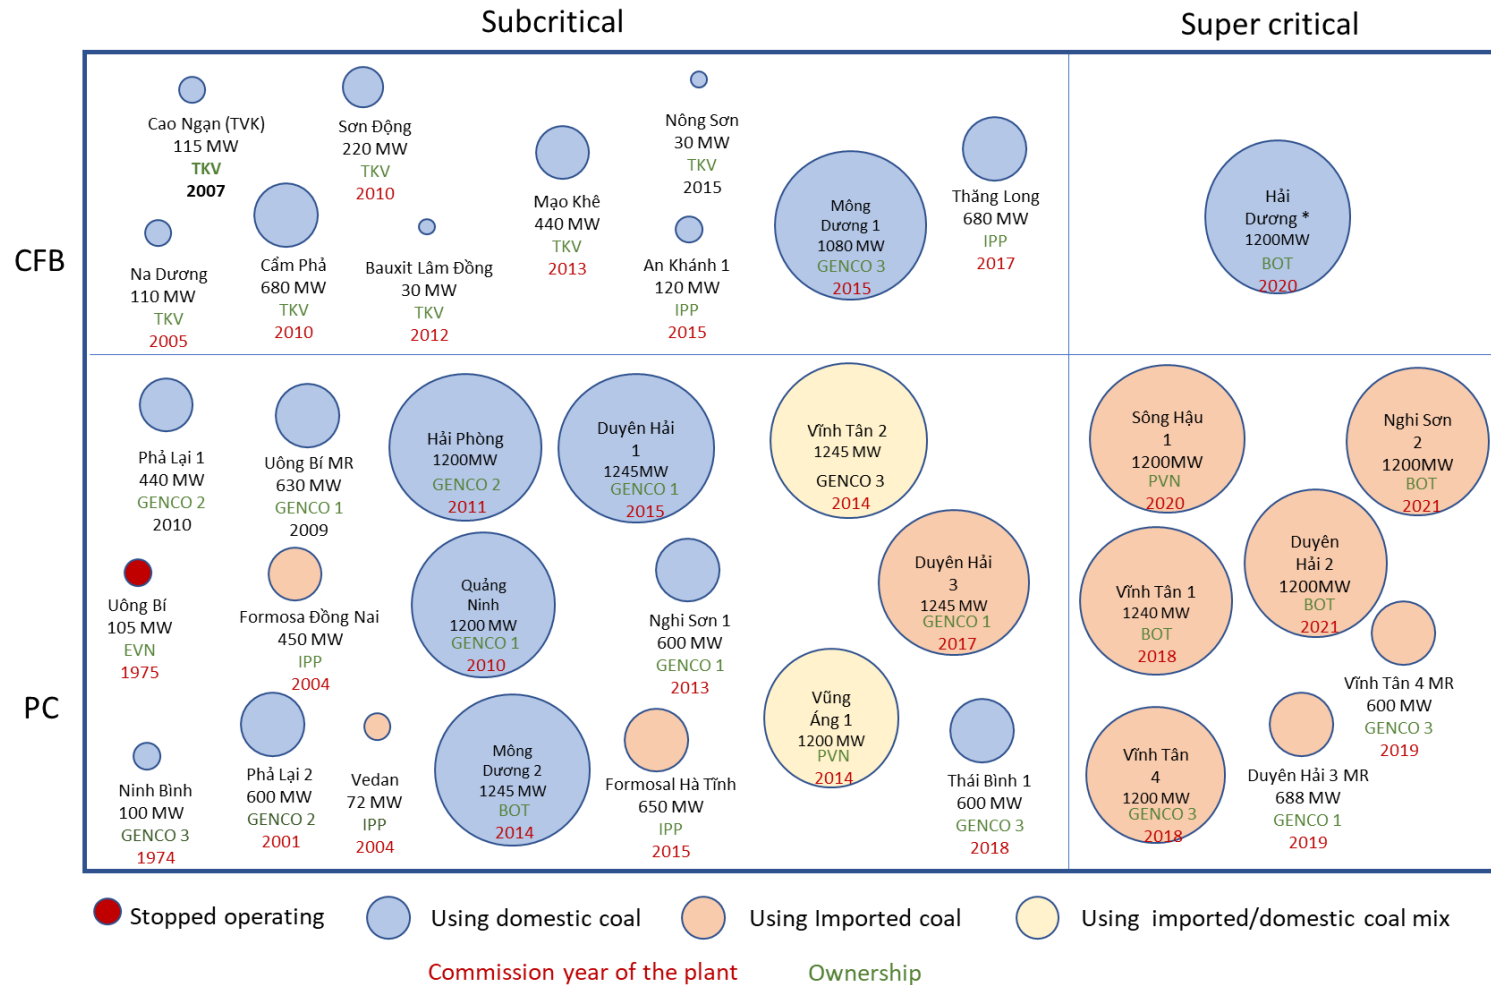 Subcritical
Super critical
CFB
Cao Ngạn (TVK)
115 MW
TKV
2007
Sơn Động
220 MW
TKV
2010
Nông Sơn
30 MW
TKV
2015
Mạo Khê
440 MW
TKV
2013
Mông
Dương 1
1080 MW
GENCO 3
2015
Thăng Long
680 MW
IPP
2017
Hải
Dương *
1200MW
BOT
2020
Na Dương
110 MW
TKV
2005
Cẩm Phả
680 MW
TKV
2010
Bauxit Lâm Đồng
30 MW
TKV
2012
An Khánh 1
120 MW
IPP
2015
PC
Phả Lại 1
440 MW
GENCO 2
2010
Uông Bí MR
630 MW
GENCO 1
2009
Hải Phòng
1200MW
GENCO 2
2011
Duyên Hải
1
1245MW
GENCO 1
2015
Vĩnh Tân 2
1245 MW
GENCO 3
2014
Sông Hậu
1
1200MW
PVN
2020
Nghi Sơn
2
1200MW
BOT
2021
Uông Bí
105 MW
EVN
1975
Formosa Đồng Nai
450 MW
IPP
2004
Quảng
Ninh
1200 MW
GENCO 1
2010
Nghi Sơn 1
600 MW
GENCO 1
2013
Duyên Hải
3
1245 MW
GENCO 1
2017
Vĩnh Tân 1
1240 MW
BOT
2018
Duyên
Hải 2
1200MW
BOT
2021
Vĩnh Tân 4 MR
600 MW
GENCO 3
2019
Ninh Bình
100 MW
GENCO 3
1974
Phả Lại 2
600 MW
GENCO 2
2001
Vedan
72 MW
IPP
2004
Mông
Dương 2
1245 MW
BOT
2014
Formosal Hà Tĩnh
650 MW
IPP
2015
Vũng
Áng 1
1200 MW
PVN
2014
Thái Bình 1
600 MW
GENCO 3
2018
Vĩnh Tân
4
1200 MW
GENCO 3
2018
Duyên Hải 3 MR
688 MW
GENCO 1
2019
Stopped operating
Using domestic coal
Using Imported coal
Using imported/domestic coal mix
Commission year of the plant
Ownership